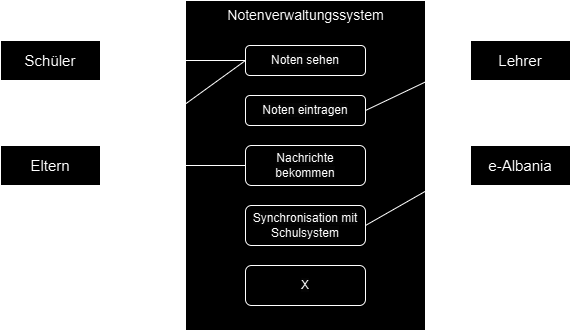 Notenverwaltungssystem
Schüler
Noten sehen
Lehrer
Noten eintragen
Eltern
Nachrichte
bekommen
e-Albania
Synchronisation mit
Schulsystem
X